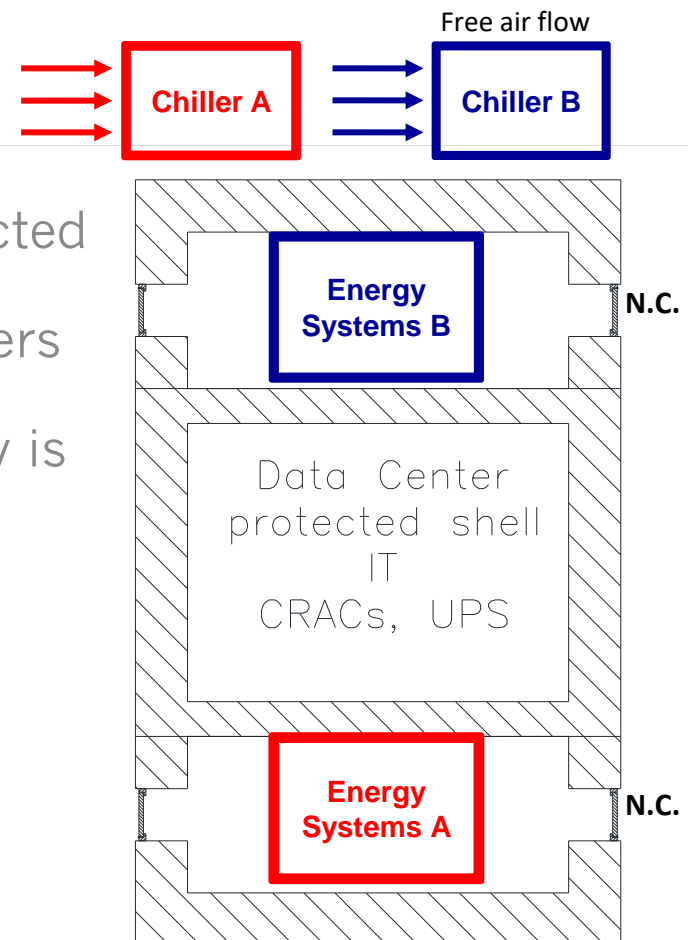 Free air flow
Chiller A
Chiller B
Energy
Systems B
N.C.
Data Center
protected shell
IT
CRACs, UPS
Energy
Systems A
N.C.